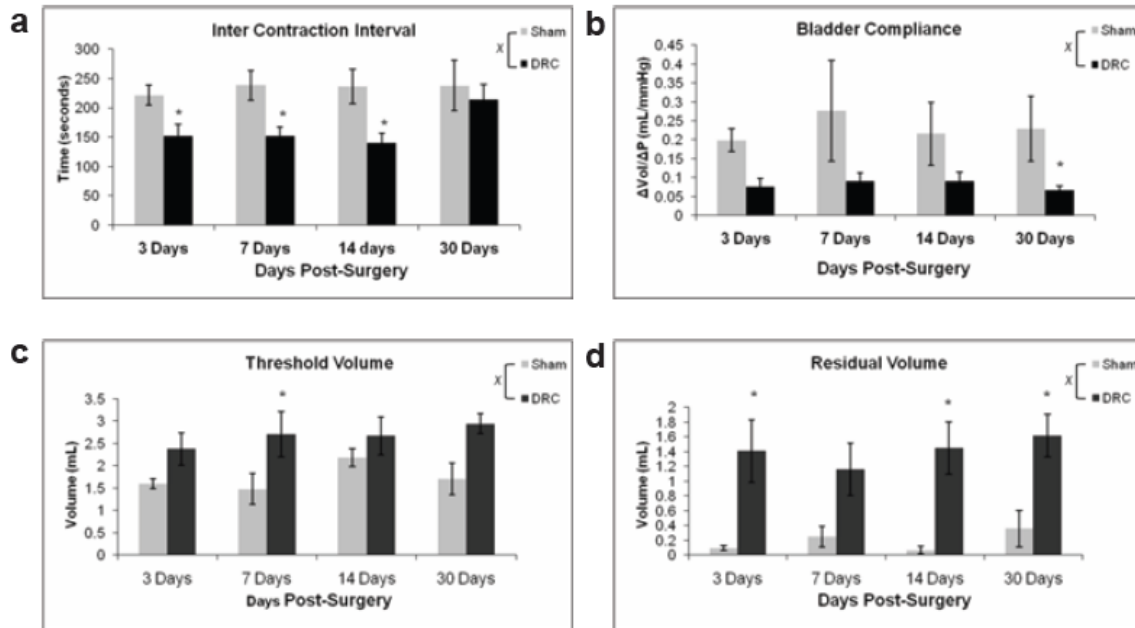 a
Inter Contraction Interval
Sham
X
DRC
Time (seconds)
300
250
200
150
100
50
0
*
*
*
3 Days
7 Days
14 days
30 Days
Days Post-Surgery
b
Bladder Compliance
Sham
X
DRC
ΔVol/ΔP (mL/mmHg)
0.45
0.4
0.35
0.3
0.25
0.2
0.15
0.1
0.05
0
*
3 Days
7 Days
14 Days
30 Days
Days Post-Surgery
c
Threshold Volume
Sham
X
DRC
Volume (mL)
3.5
3
2.5
2
1.5
1
0.5
0
*
3 Days
7 Days
14 Days
30 Days
Days Post-Surgery
d
Residual Volume
Sham
X
DRC
Volume (mL)
2
1.8
1.6
1.4
1.2
1
0.8
0.6
0.4
0.2
0
*
*
*
3 Days
7 Days
14 Days
30 Days
Days Post-Surgery